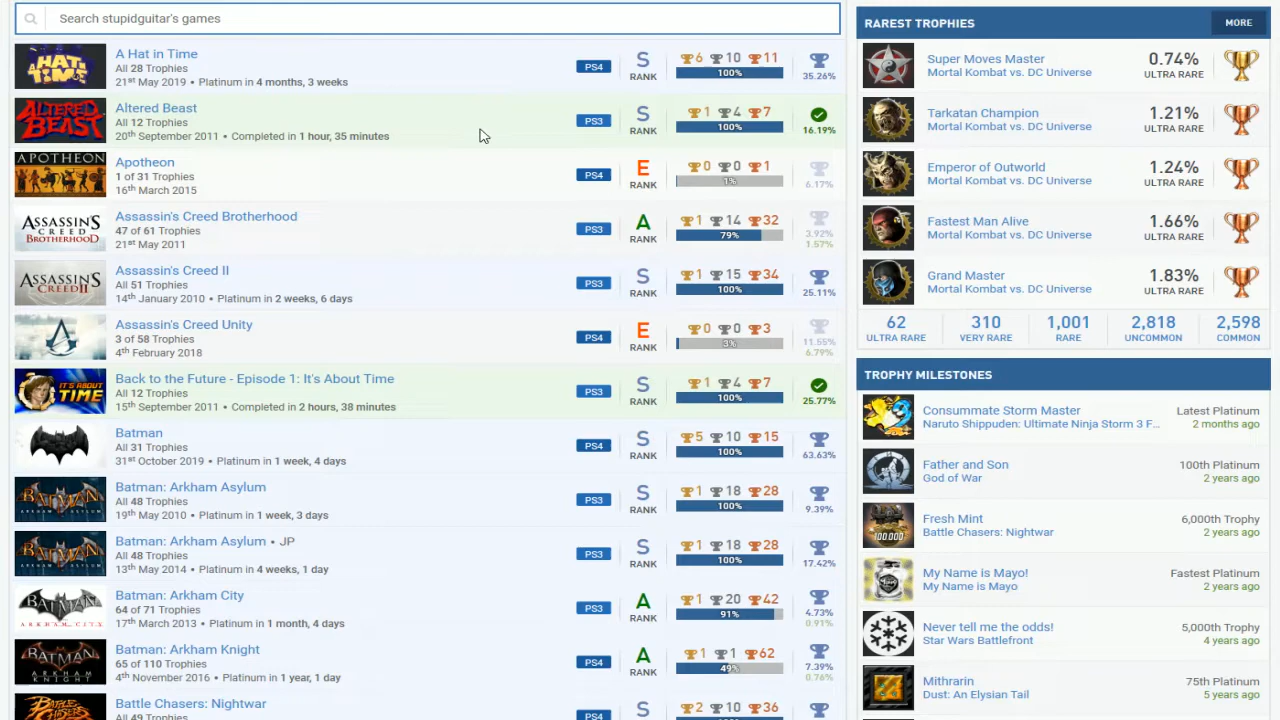 Search stupidguitar's games
A Hat in Time
All 28 Trophies
21st May 2019 • Platinum in 4 months, 3 weeks
PS4
S
RANK
6 10 11
100%
35.26%
ALTERED BEAST
Altered Beast
All 12 Trophies
20th September 2011 • Completed in 1 hour, 35 minutes
PS3
S
RANK
1 4 7
100%
16.19%
APOTHEON
Apotheon
1 of 31 Trophies
16th March 2015
PS4
E
RANK
0 0 1
1%
6.17%
ASSASSIN'S CREED BROTHERHOOD
Assassin's Creed Brotherhood
47 of 61 Trophies
21st May 2011
PS3
A
RANK
1 14 32
79%
3.92%
1.57%
ASSASSIN'S CREED II
Assassin's Creed II
All 51 Trophies
14th January 2010 • Platinum in 2 weeks, 6 days
PS3
S
RANK
1 15 34
100%
25.11%
Assassin's Creed Unity
3 of 58 Trophies
4th February 2018
PS4
E
RANK
0 0 3
3%
11.55%
6.79%
IT'S ABOUT TIME
Back to the Future - Episode 1: It's About Time
All 12 Trophies
15th September 2011 • Completed in 2 hours, 38 minutes
PS3
S
RANK
1 4 7
100%
25.77%
Batman
All 31 Trophies
31st October 2019 • Platinum in 1 week, 4 days
PS4
S
RANK
5 10 15
100%
63.63%
BATMAN
Batman: Arkham Asylum
All 48 Trophies
19th May 2010 • Platinum in 1 week, 3 days
PS3
S
RANK
1 18 28
100%
9.39%
BATMAN
Batman: Arkham Asylum • JP
All 48 Trophies
13th May 2014 • Platinum in 4 weeks, 1 day
PS3
S
RANK
1 18 28
100%
17.42%
BATMAN
ARKHAM CITY
Batman: Arkham City
64 of 71 Trophies
17th March 2013 • Platinum in 1 month, 4 days
PS3
A
RANK
1 20 42
91%
4.73%
0.91%
BATMAN
ARKHAM KNIGHT
Batman: Arkham Knight
65 of 110 Trophies
4th November 2016 • Platinum in 1 year, 1 day
PS4
A
RANK
1 1 62
49%
7.39%
0.76%
Battle Chasers: Nightwar
All 49 Trophies
PS4
S
2 10 36
100%
RAREST TROPHIES
MORE
Super Moves Master
Mortal Kombat vs. DC Universe
0.74%
ULTRA RARE
Tarkatan Champion
Mortal Kombat vs. DC Universe
1.21%
ULTRA RARE
Emperor of Outworld
Mortal Kombat vs. DC Universe
1.24%
ULTRA RARE
Fastest Man Alive
Mortal Kombat vs. DC Universe
1.66%
ULTRA RARE
Grand Master
Mortal Kombat vs. DC Universe
1.83%
ULTRA RARE
62 310 1,001 2,818 2,598
ULTRA RARE VERY RARE RARE UNCOMMON COMMON
TROPHY MILESTONES
Consummate Storm Master
Naruto Shippuden: Ultimate Ninja Storm 3 F...
Latest Platinum
2 months ago
Father and Son
God of War
100th Platinum
2 years ago
100.000
Fresh Mint
Battle Chasers: Nightwar
6,000th Trophy
2 years ago
My Name is Mayo!
My Name is Mayo
Fastest Platinum
2 years ago
Never tell me the odds!
Star Wars Battlefront
5,000th Trophy
4 years ago
Mithrarin
Dust: An Elysian Tail
75th Platinum
5 years ago